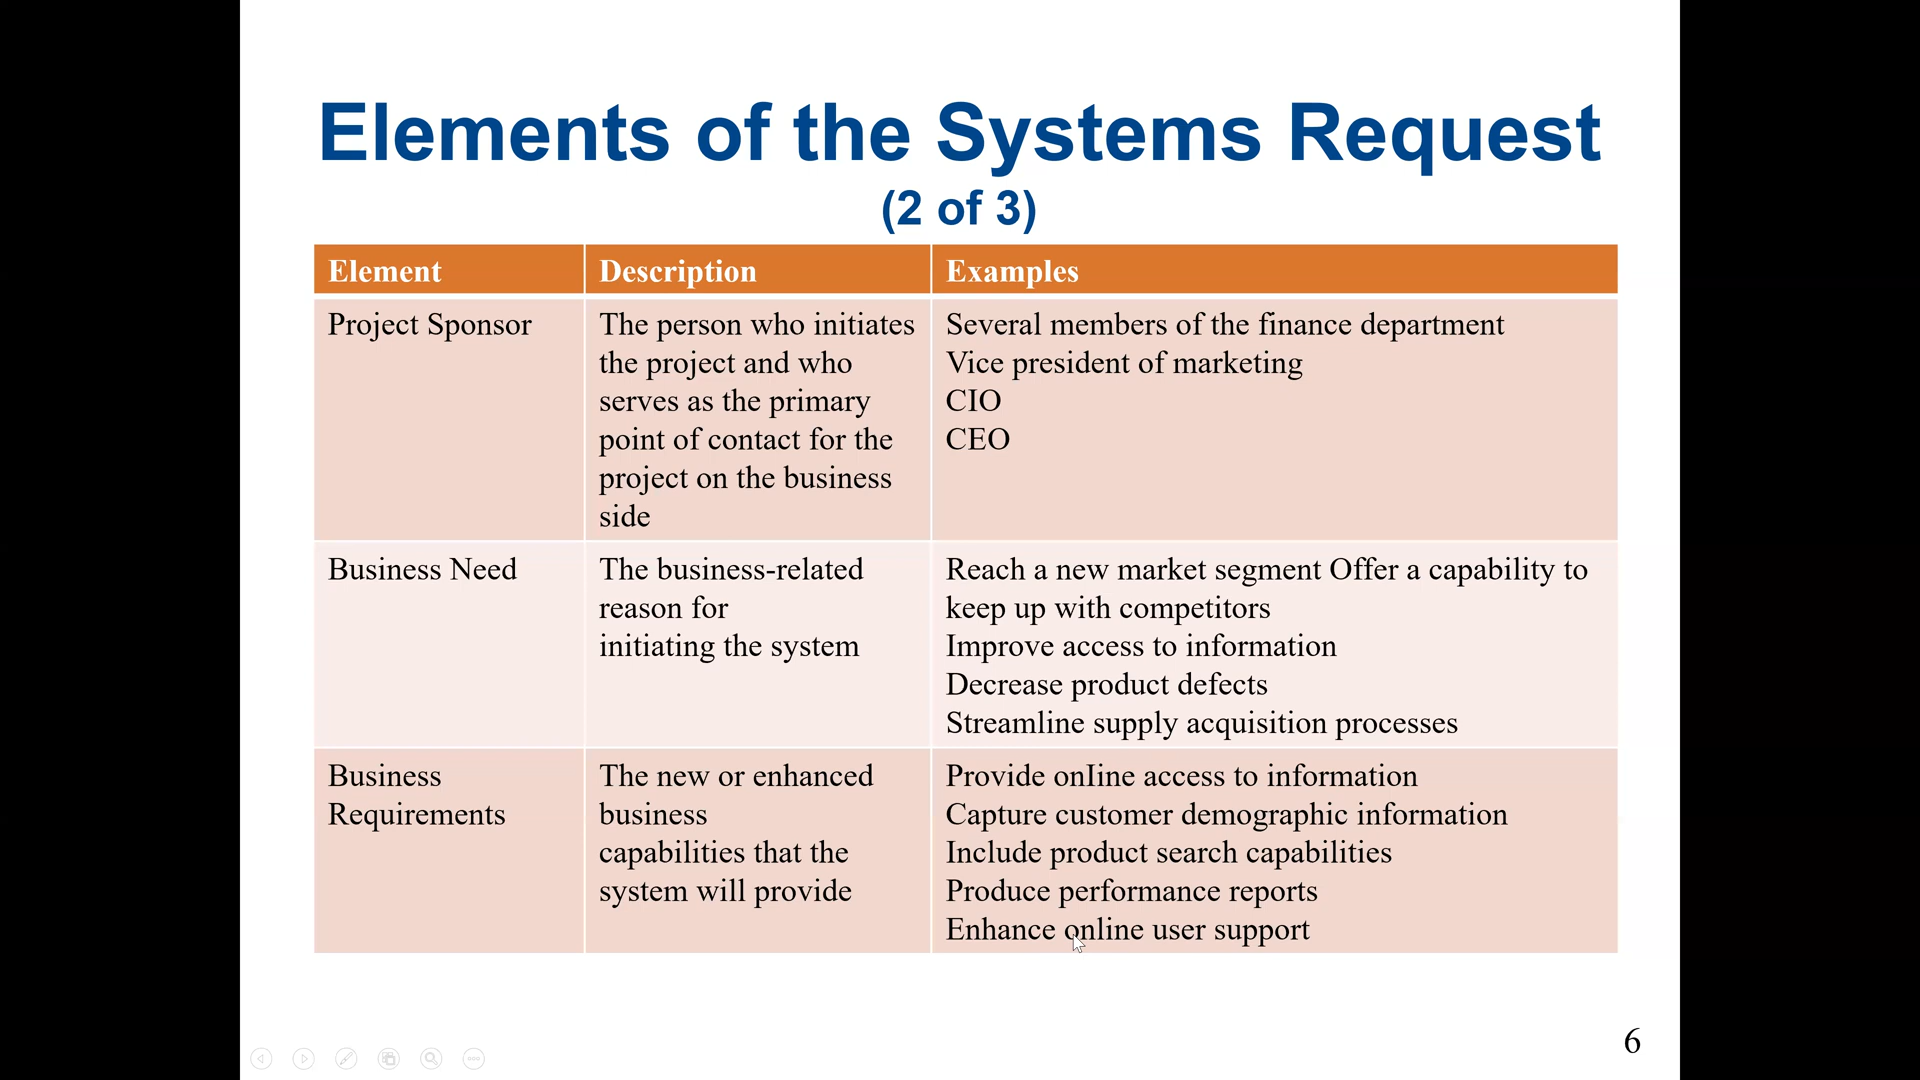 Elements of the Systems Request
(2 of 3)
Element
Description
Examples
Project Sponsor
The person who initiates
the project and who
serves as the primary
point of contact for the
project on the business
side
Several members of the finance department
Vice president of marketing
CIO
CEO
Business Need
The business-related
reason for
initiating the system
Reach a new market segment Offer a capability to
keep up with competitors
Improve access to information
Decrease product defects
Streamline supply acquisition processes
Business
Requirements
The new or enhanced
business
capabilities that the
system will provide
Provide onIine access to information
Capture customer demographic information
Include product search capabilities
Produce performance reports
Enhance online user support
6